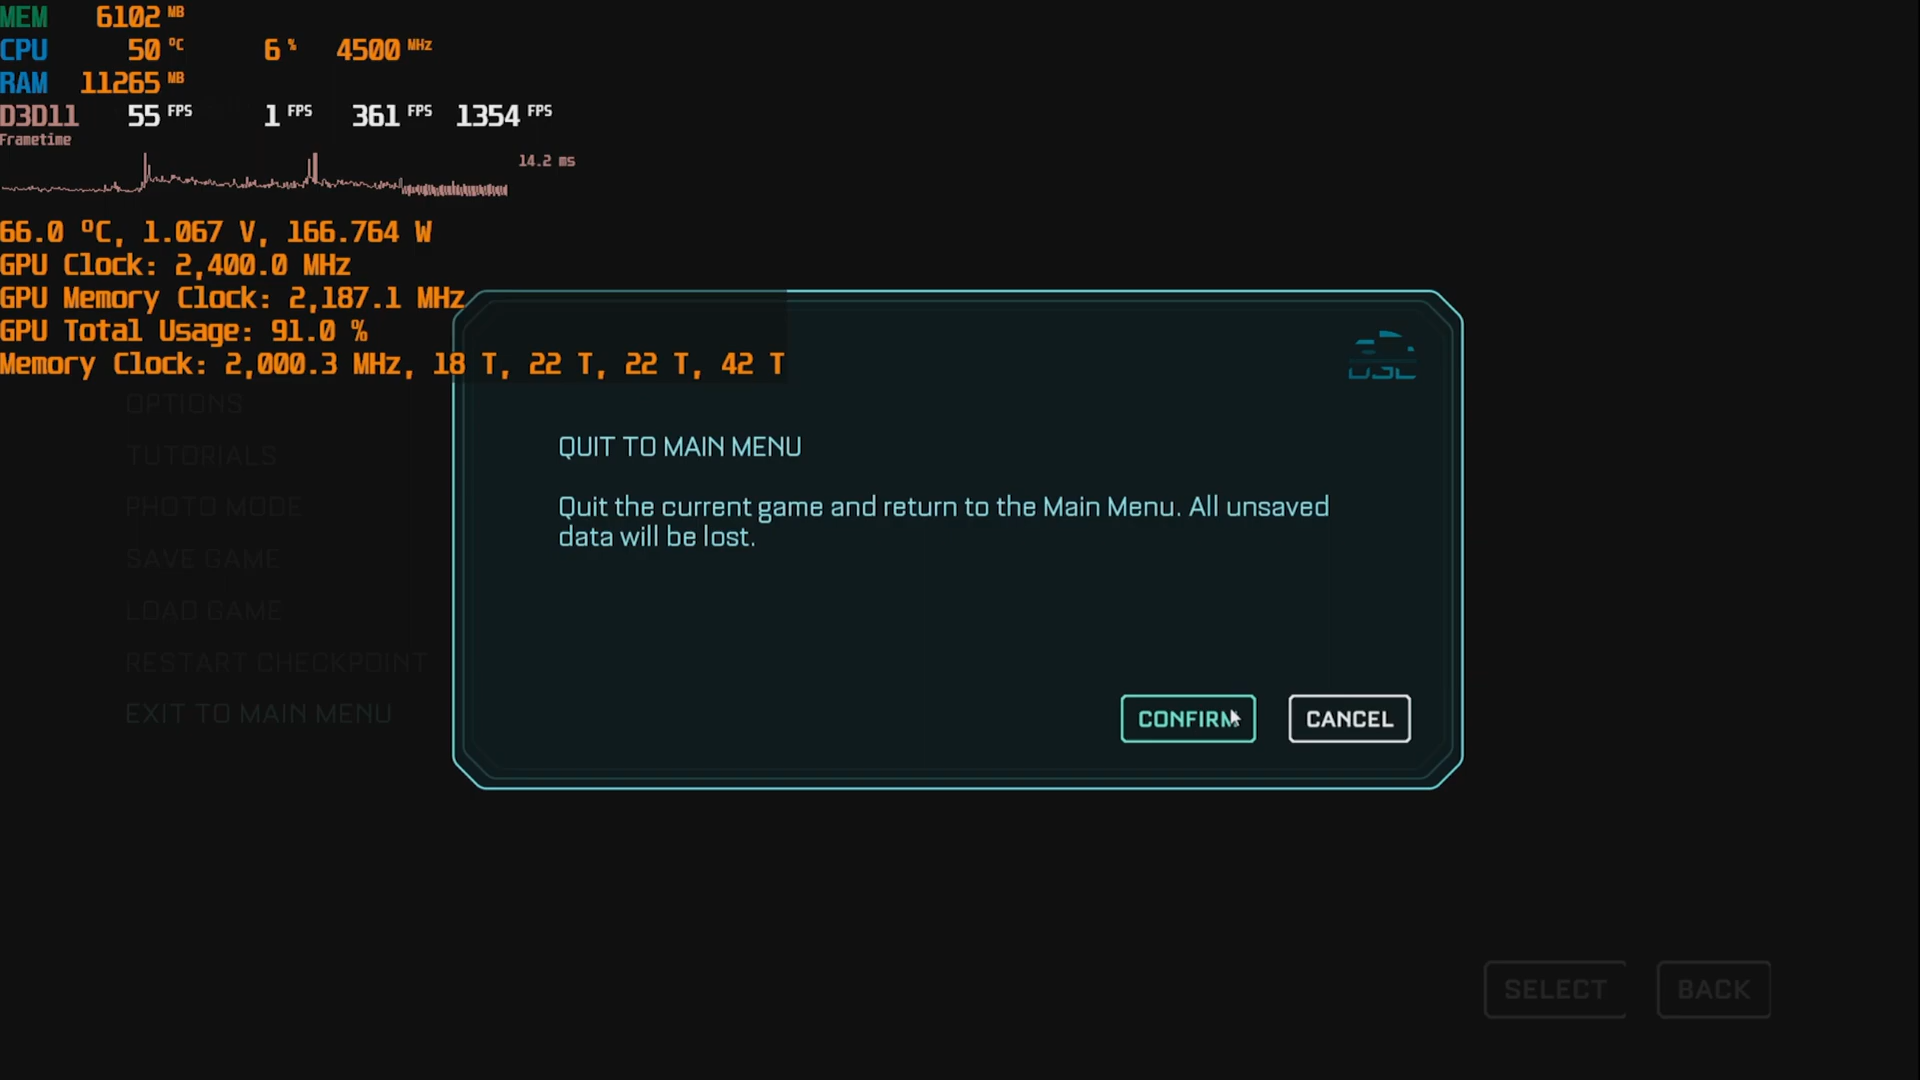 MEM 6102 MB
CPU 50 °C 6 % 4500 MHz
RAM 11265 MB
D3D11 55 FPS 1 FPS 361 FPS 1354 FPS
Frametime
14.2 ms
66.0 °C, 1.067 V, 166.764 W
GPU Clock: 2,400.0 MHz
GPU Memory Clock: 2,187.1 MHz
GPU Total Usage: 91.0 %
Memory Clock: 2,000.3 MHz, 18 T, 22 T, 22 T, 42 T
OPTIONS
TUTORIALS
PHOTO MODE
SAVE GAME
LOAD GAME
RESTART CHECKPOINT
EXIT TO MAIN MENU
QUIT TO MAIN MENU
Quit the current game and return to the Main Menu. All unsaved
data will be lost.
CONFIRM
CANCEL
SELECT
BACK